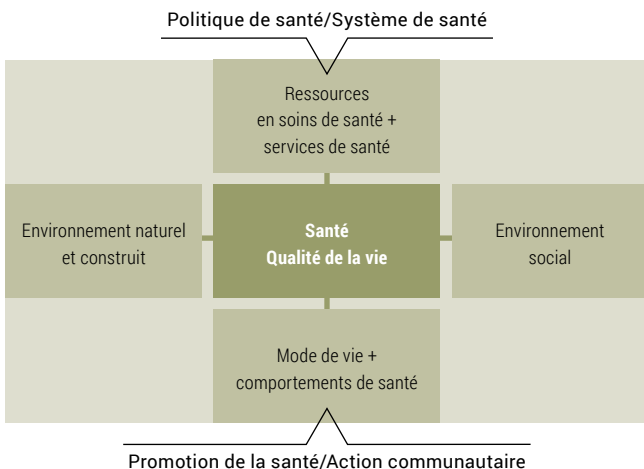 Politique de santé/Système de santé
Ressources
en soins de santé +
services de santé
Environnement naturel
et construit
Santé
Qualité de la vie
Environnement
social
Mode de vie +
comportements de santé
Promotion de la santé/Action communautaire